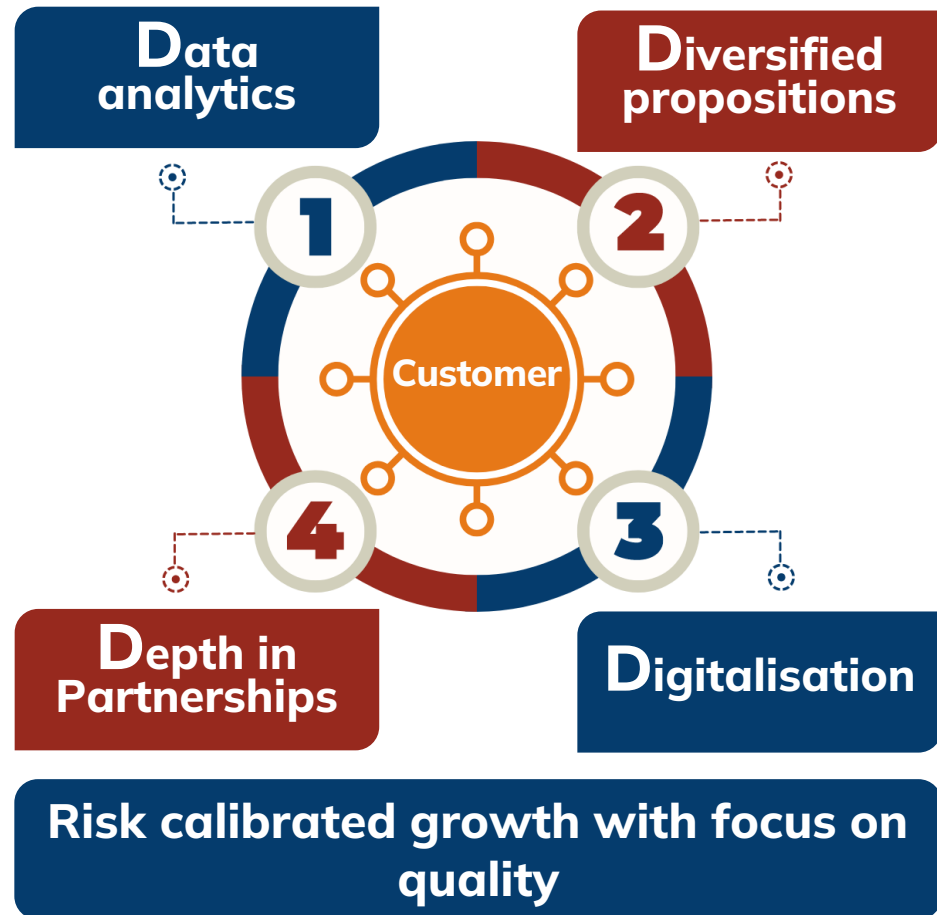 Data
analytics
Diversified
propositions
1
2
Customer
4
3
Depth in
Partnerships
Digitalisation
Risk calibrated growth with focus on
quality